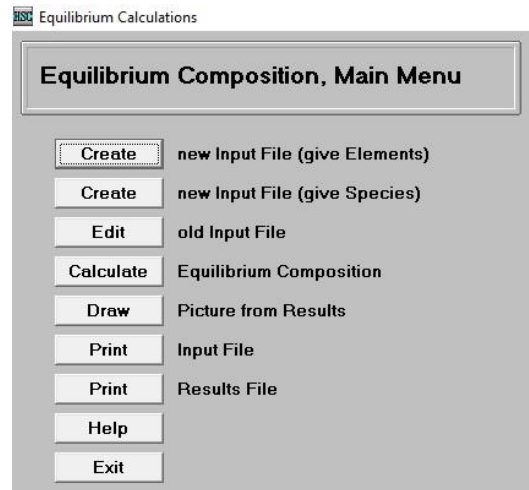 HSC Equilibrium Calculations
Equilibrium Composition, Main Menu
Create new Input File (give Elements)
Create new Input File (give Species)
Edit old Input File
Calculate Equilibrium Composition
Draw Picture from Results
Print Input File
Print Results File
Help
Exit